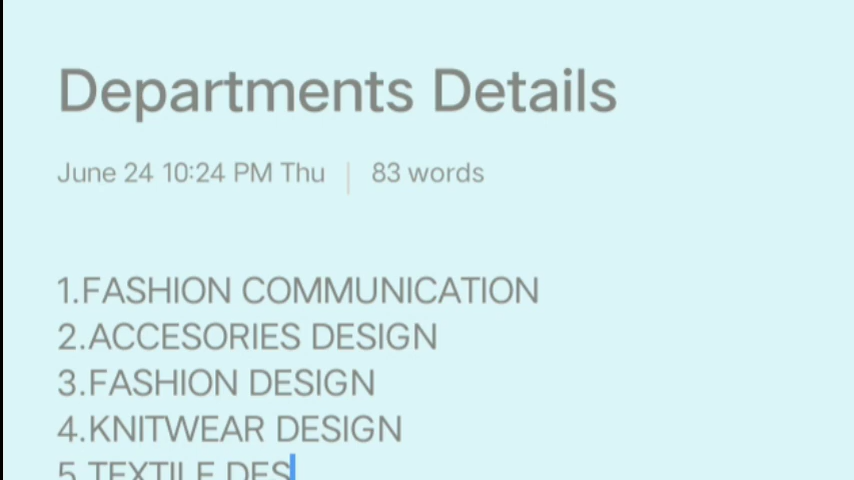 Departments Details
June 24 10:24 PM Thu | 83 words
1.FASHION COMMUNICATION
2.ACCESORIES DESIGN
3.FASHION DESIGN
4.KNITWEAR DESIGN
5.TEXTILE DES